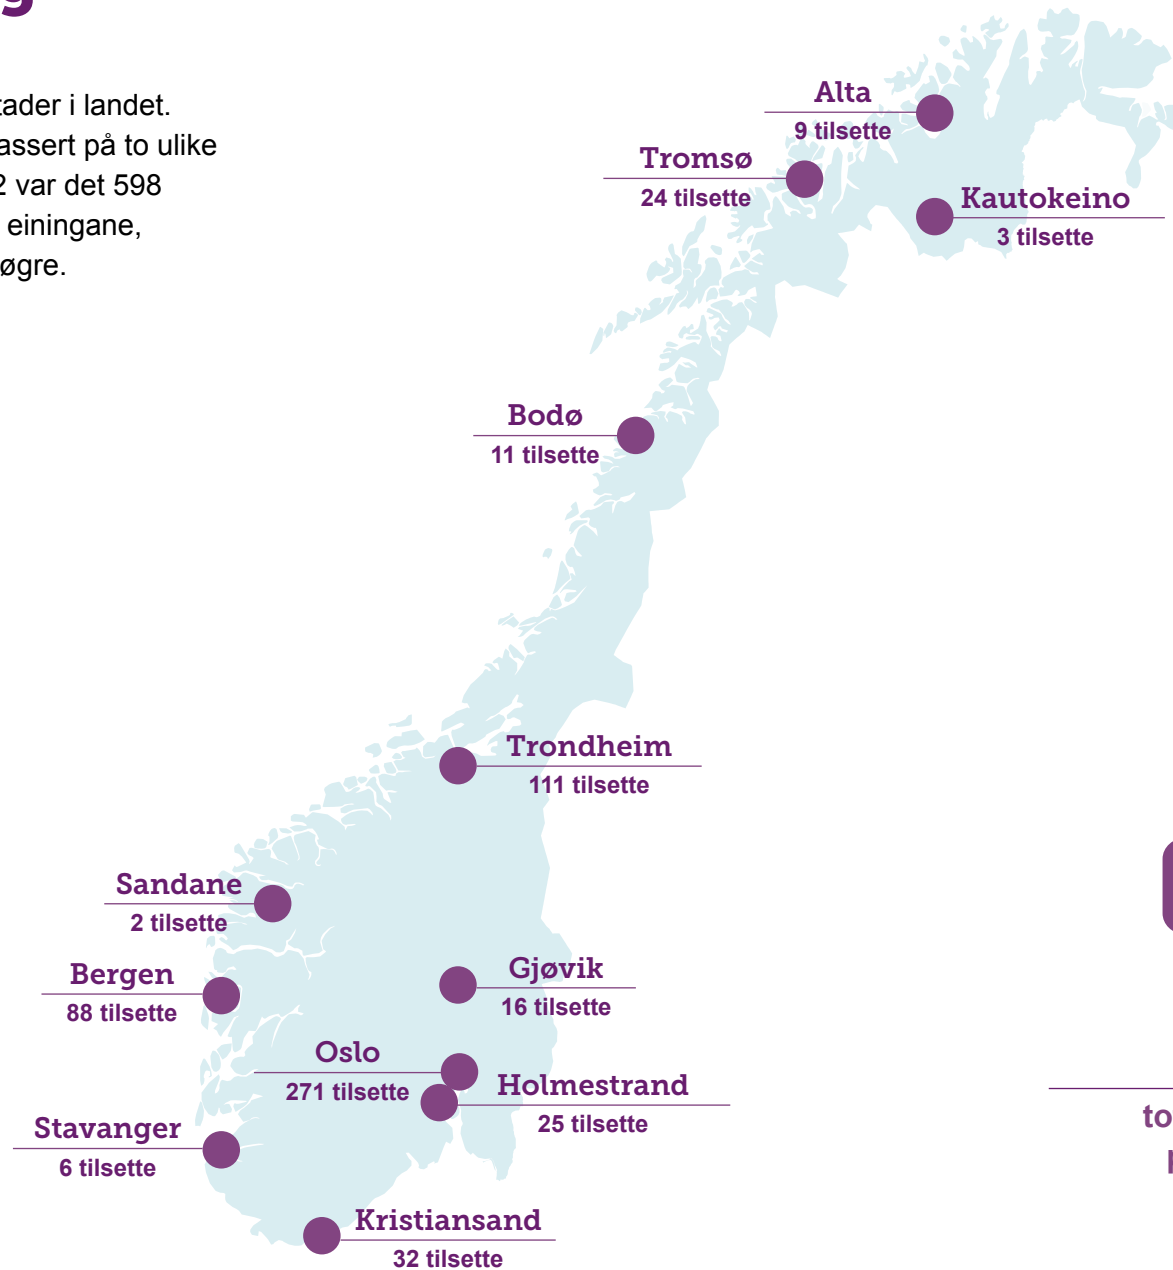 g
tader i landet.
assert på to ulike
2 var det 598
einingane,
øgre.
Alta
9 tilsette
Tromsø
24 tilsette
Kautokeino
3 tilsette
Bodø
11 tilsette
Trondheim
111 tilsette
Sandane
2 tilsette
Bergen
88 tilsette
Gjøvik
16 tilsette
Oslo
271 tilsette
Holmestrand
25 tilsette
Stavanger
6 tilsette
Kristiansand
32 tilsette
to